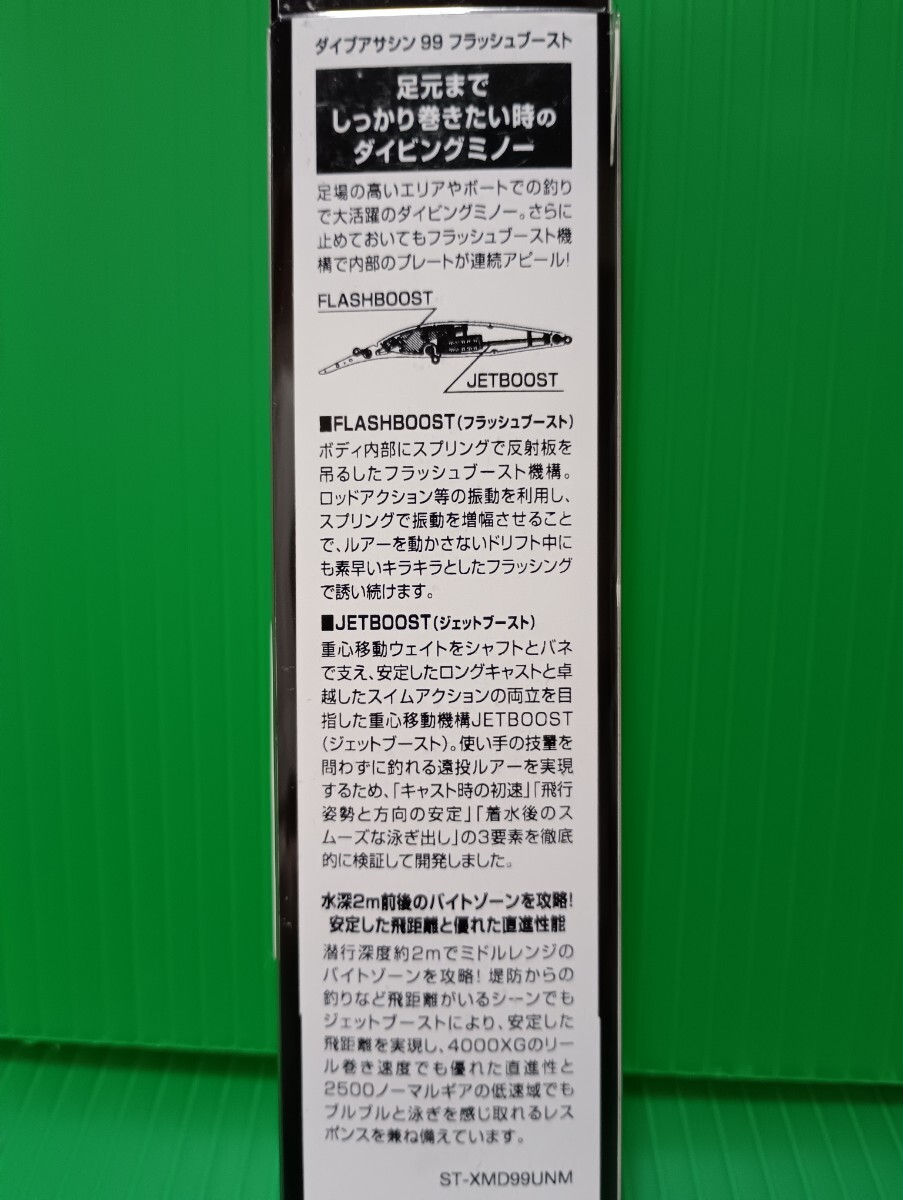 ダイブアサシン 99 フラッシュブースト
足元まで
しっかり巻きたい時の
ダイビングミノー
足場の高いエリアやボートでの釣り
で大活躍のダイビングミノー。さらに
止めておいてもフラッシュブースト機
構で内部のプレートが連続アピール!
FLASHBOOST
JETBOOST
■FLASHBOOST(フラッシュブースト)
ボディ内部にスプリングで反射板を
吊るしたフラッシュブースト機構。
ロッドアクション等の振動を利用し、
スプリングで振動を増幅させること
で、ルアーを動かさないドリフト中に
も素早いキラキラとしたフラッシング
で誘い続けます。
■JETBOOST(ジェットブースト)
重心移動ウェイトをシャフトとバネ
で支え、安定したロングキャストと卓
越したスイムアクションの両立を目
指した重心移動機構JETBOOST
(ジェットブースト)。使い手の技量を
問わずに釣れる遠投ルアーを実現
するため、「キャスト時の初速」「飛行
姿勢と方向の安定」「着水後のス
ムーズな泳ぎ出し」の3要素を徹底
的に検証して開発しました。
水深2m前後のバイトゾーンを攻略!
安定した飛距離と優れた直進性能
潜行深度約2mでミドルレンジの
バイトゾーンを攻略! 堤防からの
釣りなど飛距離がいるシーンでも
ジェットブーストにより、安定した
飛距離を実現し、4000XGのリー
ル巻き速度でも優れた直進性と
2500ノーマルギアの低速域でも
ブルブルと泳ぎを感じ取れるレス
ポンスを兼ね備えています。
ST-XMD99UNM